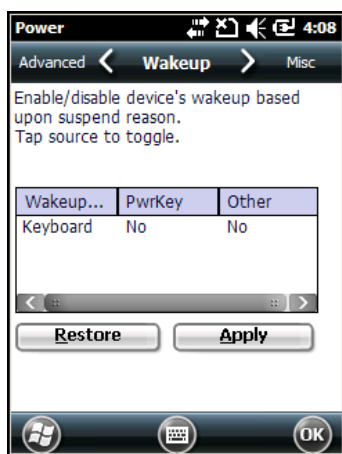 Power 4:08
Advanced Wakeup Misc
Enable/disable device's wakeup based
upon suspend reason.
Tap source to toggle.
Wakeup... PwrKey Other
Keyboard No No
Restore Apply
OK